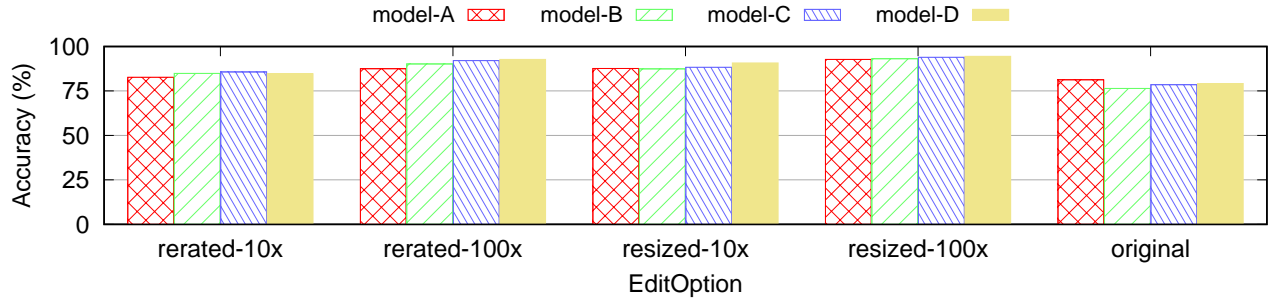 model-A model-B model-C model-D
100
75
50
25
0
Accuracy (%)
rerated-10x rerated-100x resized-10x resized-100x original
EditOption